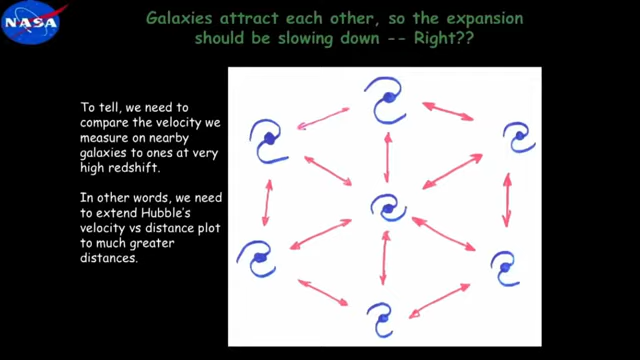 NASA
Galaxies attract each other, so the expansion
should be slowing down -- Right??
To tell, we need to
compare the velocity we
measure on nearby
galaxies to ones at very
high redshift.
In other words, we need
to extend Hubble's
velocity vs distance plot
to much greater
distances.